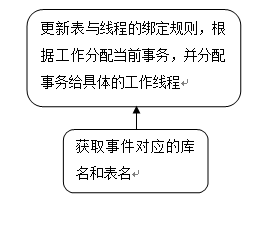 更新表与线程的绑定规则，根
据工作分配当前事务，并分配
事务给具体的工作线程
获取事件对应的库
名和表名